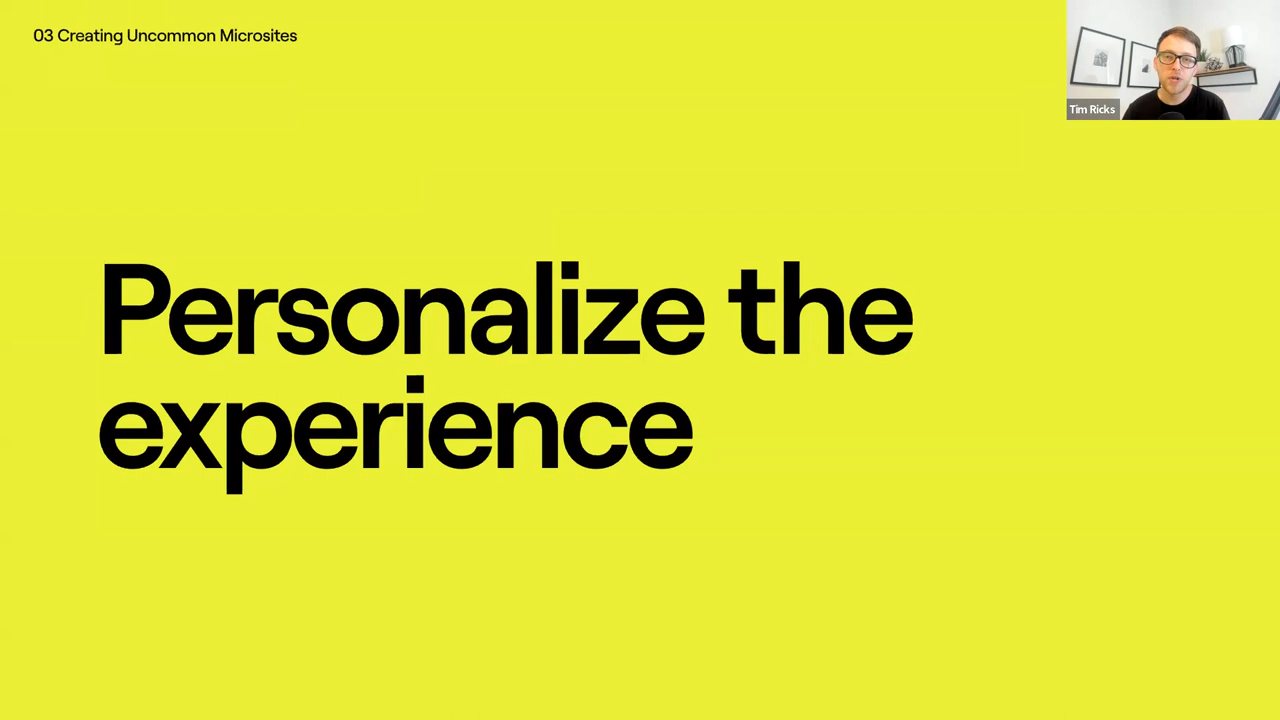 03 Creating Uncommon Microsites
Tim Ricks
Personalize the
experience